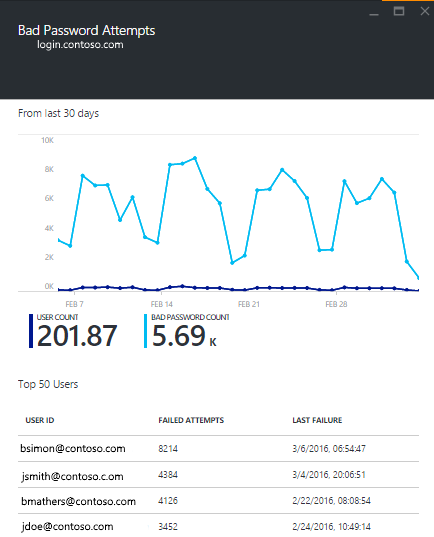 Bad Password Attempts
login.contoso.com
From last 30 days
10K
8K
6K
4K
2K
0K
FEB 7 FEB 14 FEB 21 FEB 28
USER COUNT BAD PASSWORD COUNT
201.87 5.69 K
Top 50 Users
USER ID FAILED ATTEMPTS LAST FAILURE
bsimon@contoso.com 8214 3/6/2016, 06:54:47
jsmith@contoso.c.om 4384 3/4/2016, 20:06:51
bmathers@contoso.com 4126 2/22/2016, 08:08:54
jdoe@contoso.com 3452 2/24/2016, 10:49:14